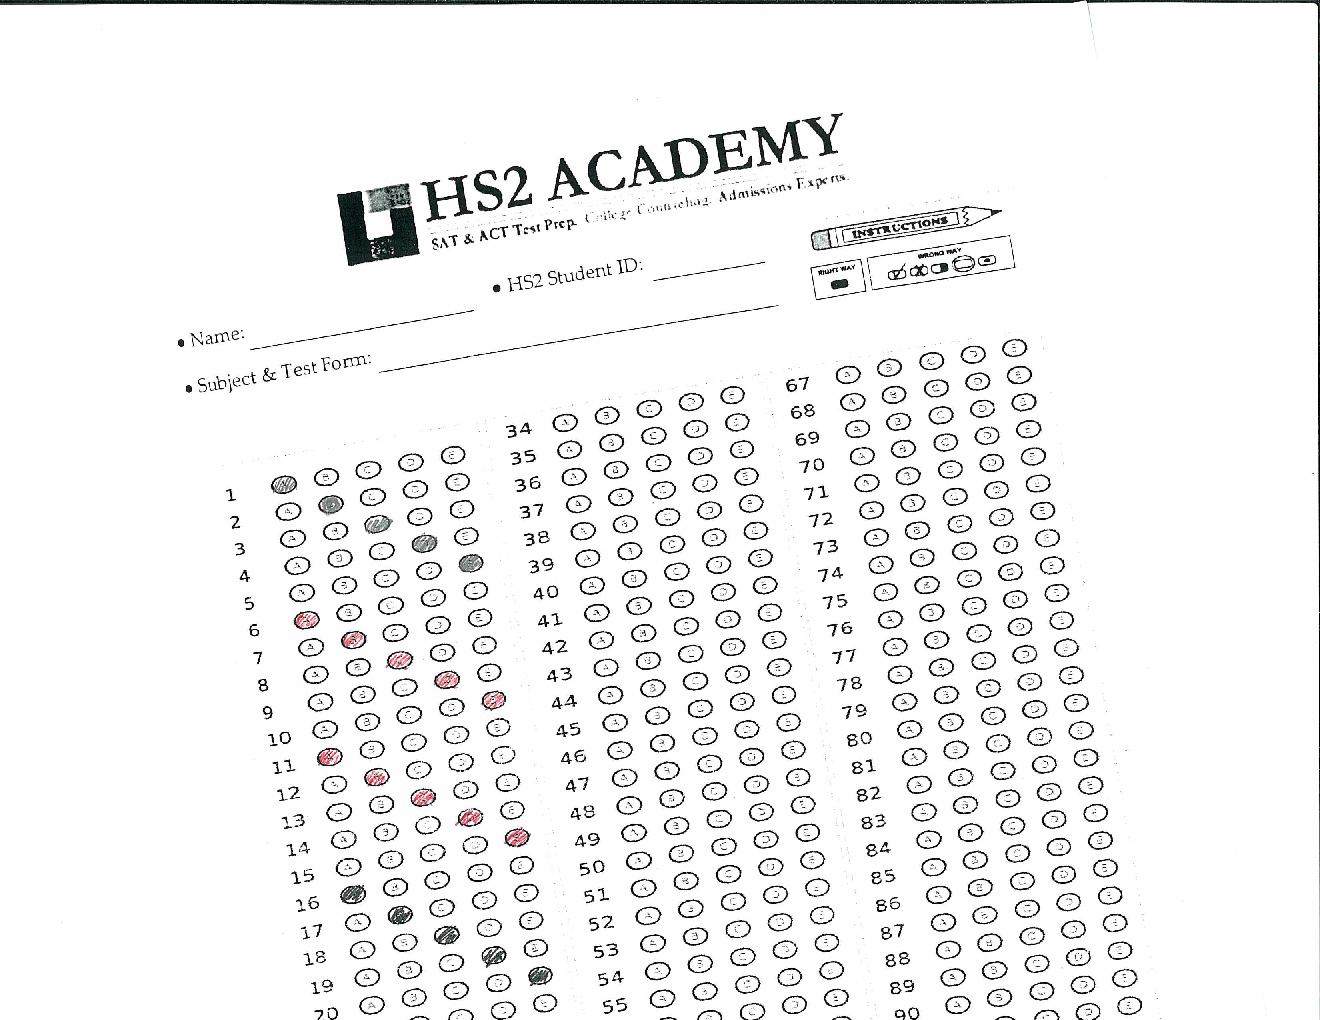 HS2 ACADEMY
SAT & ACT Test Prep. College Counseling. Admissions Experts.
INSTRUCTIONS
RIGHT WAY
WRONG WAY
• HS2 Student ID:
• Name:
• Subject & Test Form:
1 B C D E
2 A C D E
3 A B D E
4 A B C E
5 A B C D
6 A B C D E
7 A B C D E
8 A B C D E
9 A B C D E
10 A B C D E
11 A B C D E
12 A B C D E
13 A B C D E
14 A B C D E
15 A B C D E
16 B C D E
17 A C D E
18 A B D E
19 A B C E
20 A B C D E
34 A B C D E
35 A B C D E
36 A B C D E
37 A B C D E
38 A B C D E
39 A B C D E
40 A B C D E
41 A B C D E
42 A B C D E
43 A B C D E
44 A B C D E
45 A B C D E
46 A B C D E
47 A B C D E
48 A B C D E
49 A B C D E
50 A B C D E
51 A B C D E
52 A B C D E
53 A B C D E
54 A B C D E
55 A B C D E
67 A B C D E
68 A B C D E
69 A B C D E
70 A B C D E
71 A B C D E
72 A B C D E
73 A B C D E
74 A B C D E
75 A B C D E
76 A B C D E
77 A B C D E
78 A B C D E
79 A B C D E
80 A B C D E
81 A B C D E
82 A B C D E
83 A B C D E
84 A B C D E
85 A B C D E
86 A B C D E
87 A B C D E
88 A B C D E
89 A B C D E
90 A B C D E